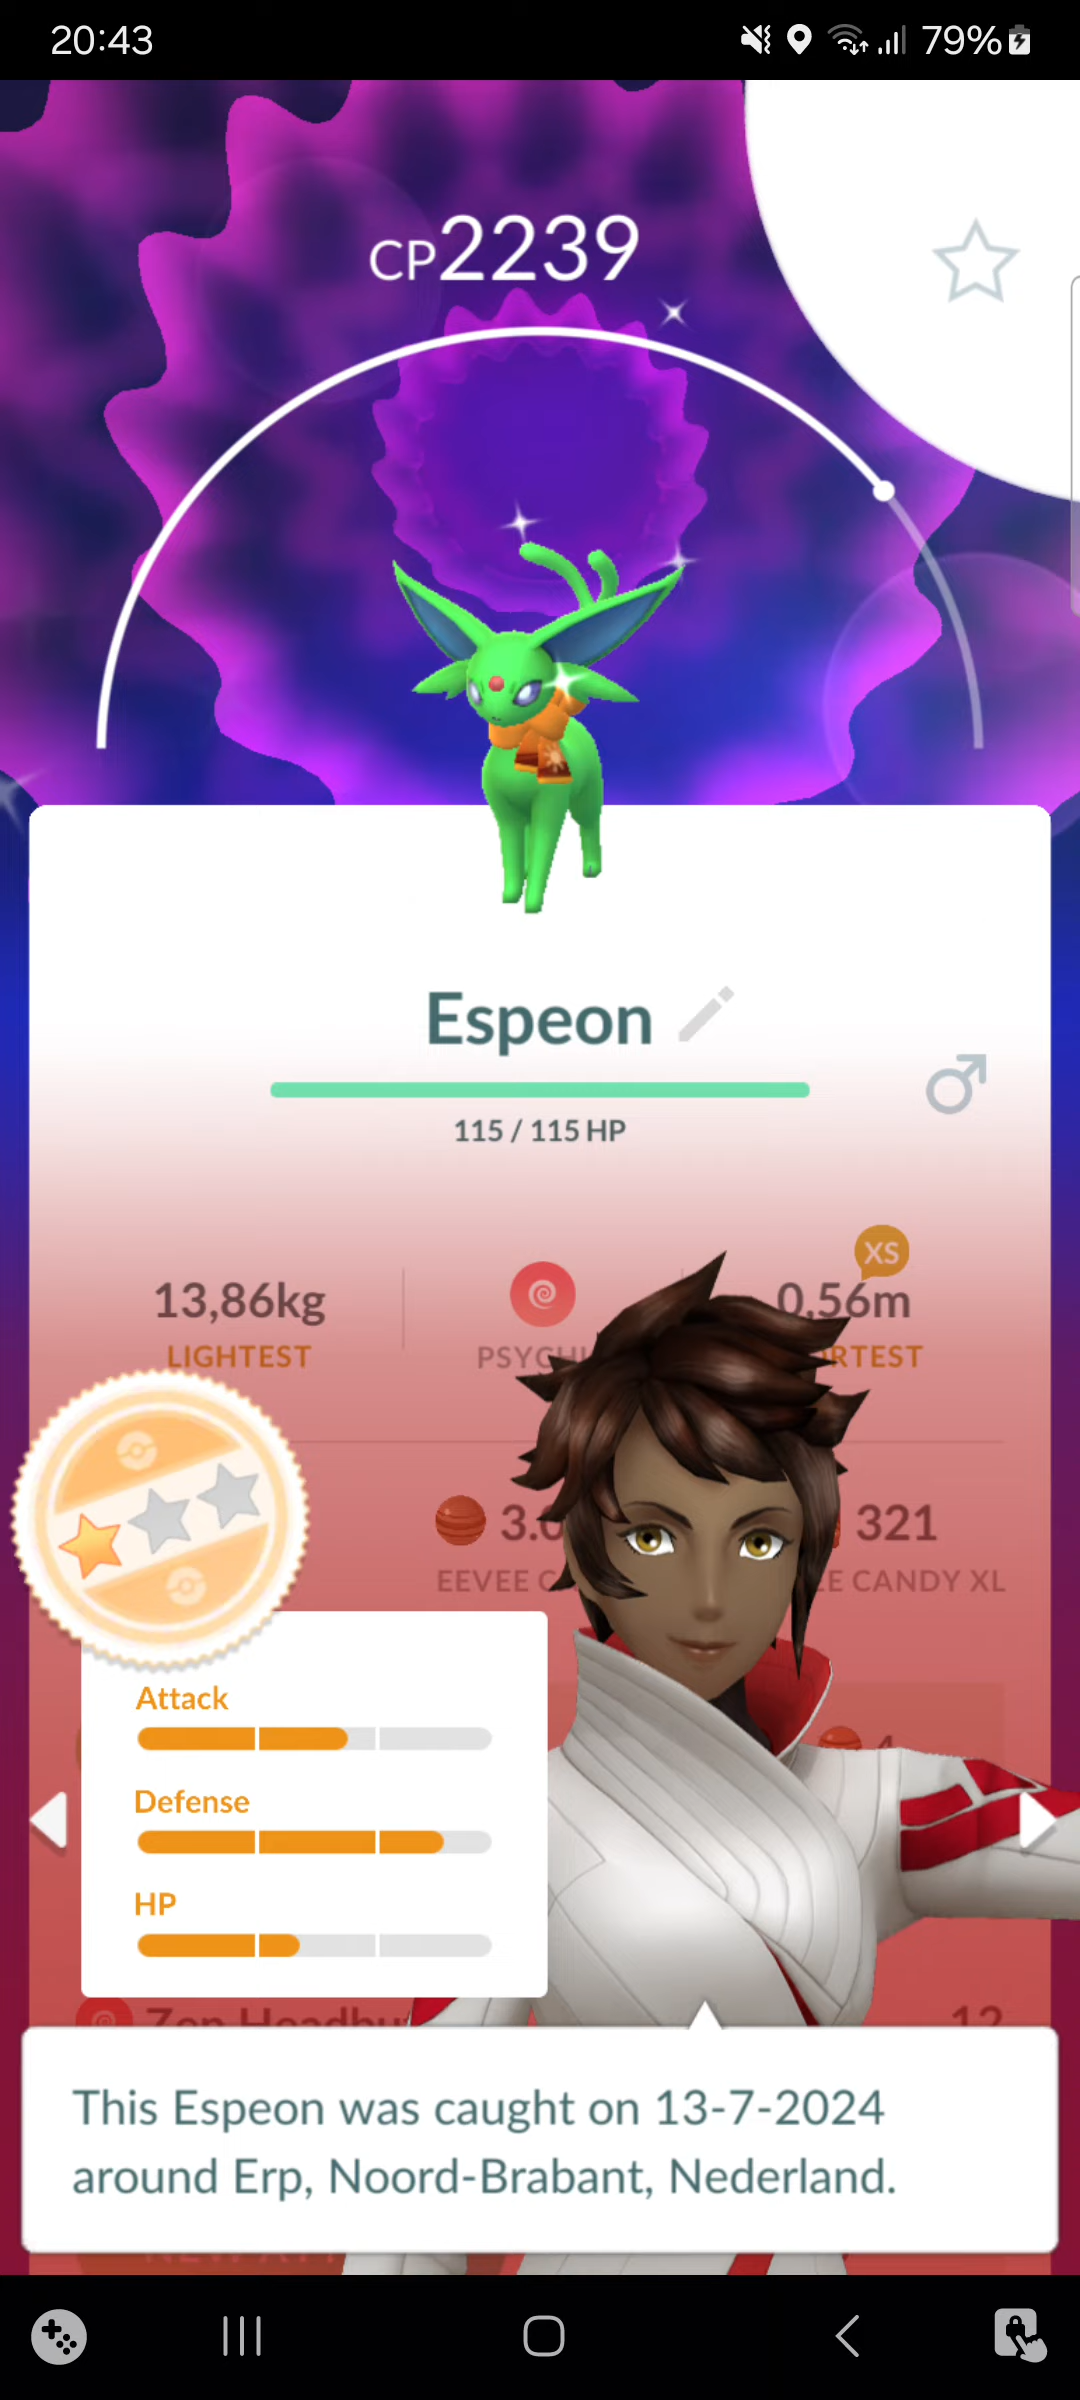 20:43
79%
CP2239
Espeon
115 / 115 HP
XS
13,86kg
0,56m
LIGHTEST
321
Attack
Defense
HP
12
This Espeon was caught on 13-7-2024
around Erp, Noord-Brabant, Nederland.